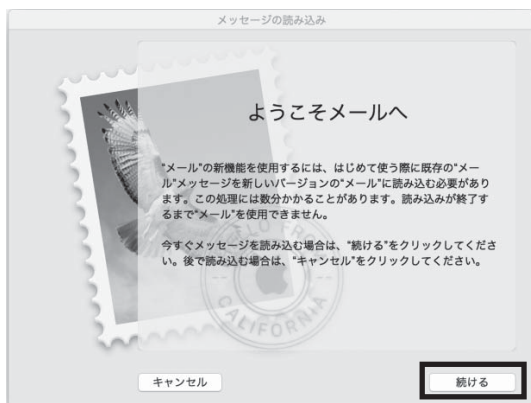 メッセージの読み込み
ようこそメールへ
"メール"の新機能を使用するには、はじめて使う際に既存の"メー
ル"メッセージを新しいバージョンの"メール"に読み込む必要があり
ます。この処理には数分かかることがあります。読み込みが終了す
るまで"メール"を使用できません。
今すぐメッセージを読み込む場合は、"続ける"をクリックしてくださ
い。後で読み込む場合は、"キャンセル"をクリックしてください。
HELLO FROM
CALIFORNIA
キャンセル
続ける